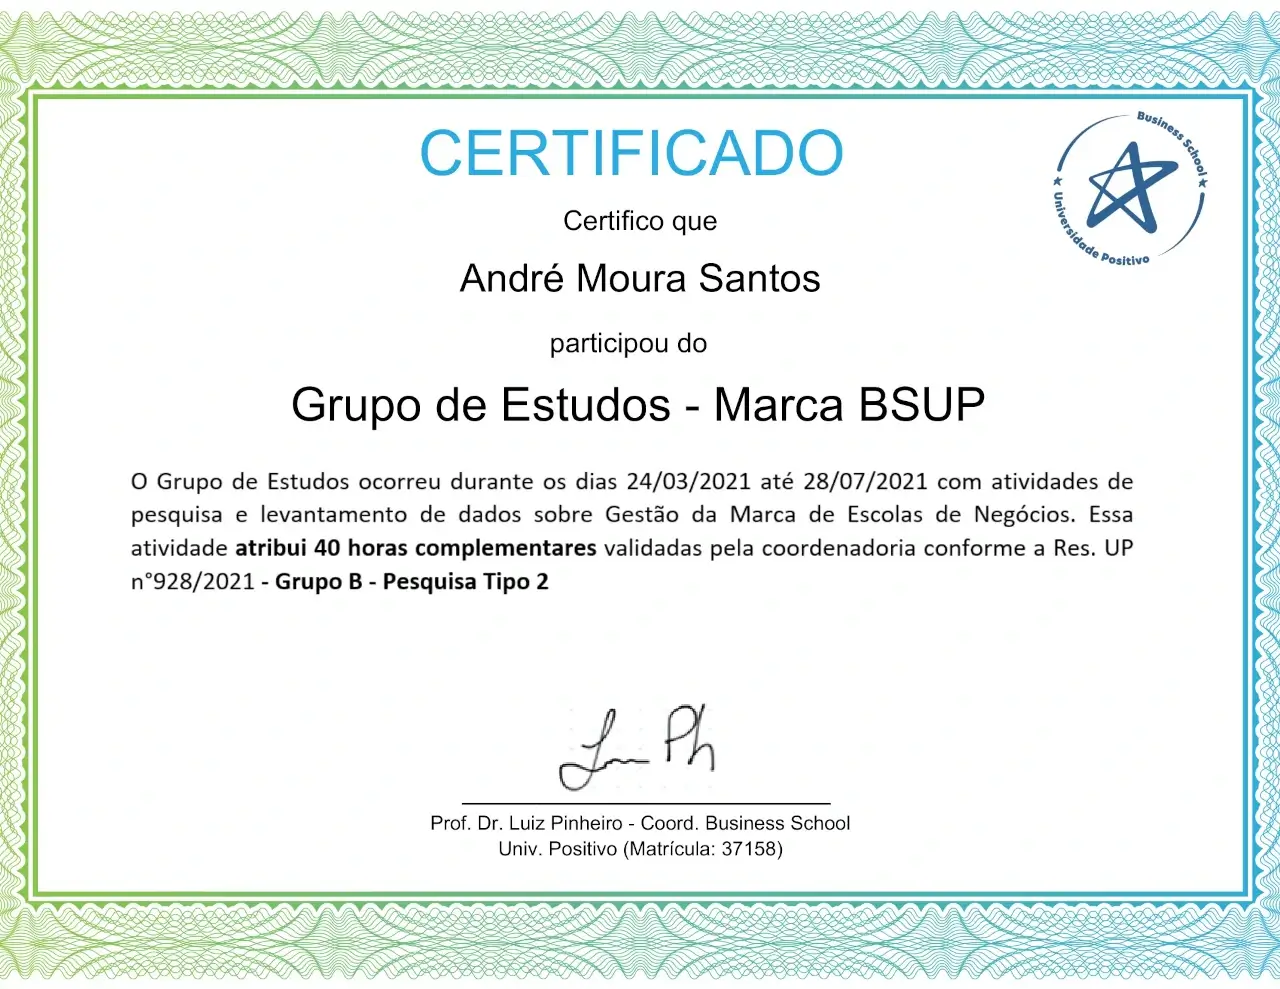 CERTIFICADO
Business School
Universidade Positivo
Certifico que
André Moura Santos
participou do
Grupo de Estudos - Marca BSUP
O Grupo de Estudos ocorreu durante os dias 24/03/2021 até 28/07/2021 com atividades de
pesquisa e levantamento de dados sobre Gestão da Marca de Escolas de Negócios. Essa
atividade atribui 40 horas complementares validadas pela coordenadoria conforme a Res. UP
n°928/2021 - Grupo B - Pesquisa Tipo 2
Prof. Dr. Luiz Pinheiro - Coord. Business School
Univ. Positivo (Matrícula: 37158)